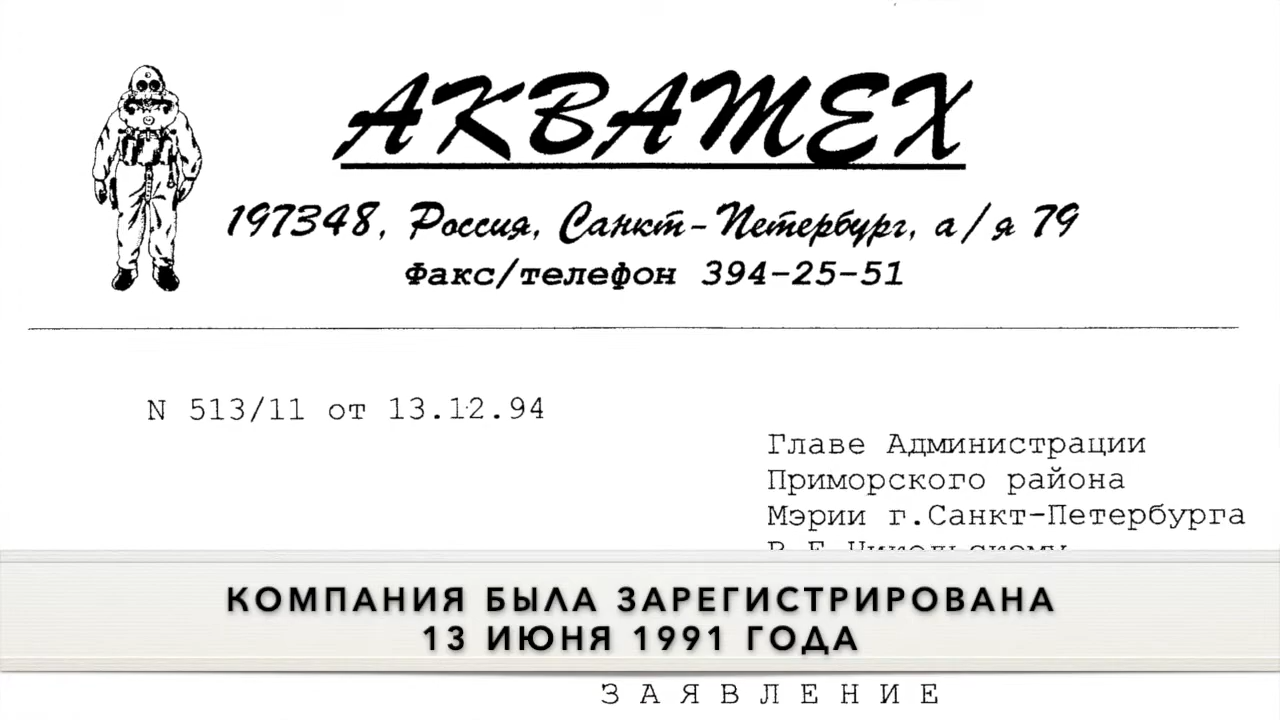 АКВАТЕХ
197348, Россия, Санкт-Петербург, а/я 79
Факс/телефон 394-25-51
N 513/11 от 13.12.94
Главе Администрации
Приморского района
Мэрии г.Санкт-Петербурга
КОМПАНИЯ БЫЛА ЗАРЕГИСТРИРОВАНА
13 ИЮНЯ 1991 ГОДА
З А Я В Л Е Н И Е